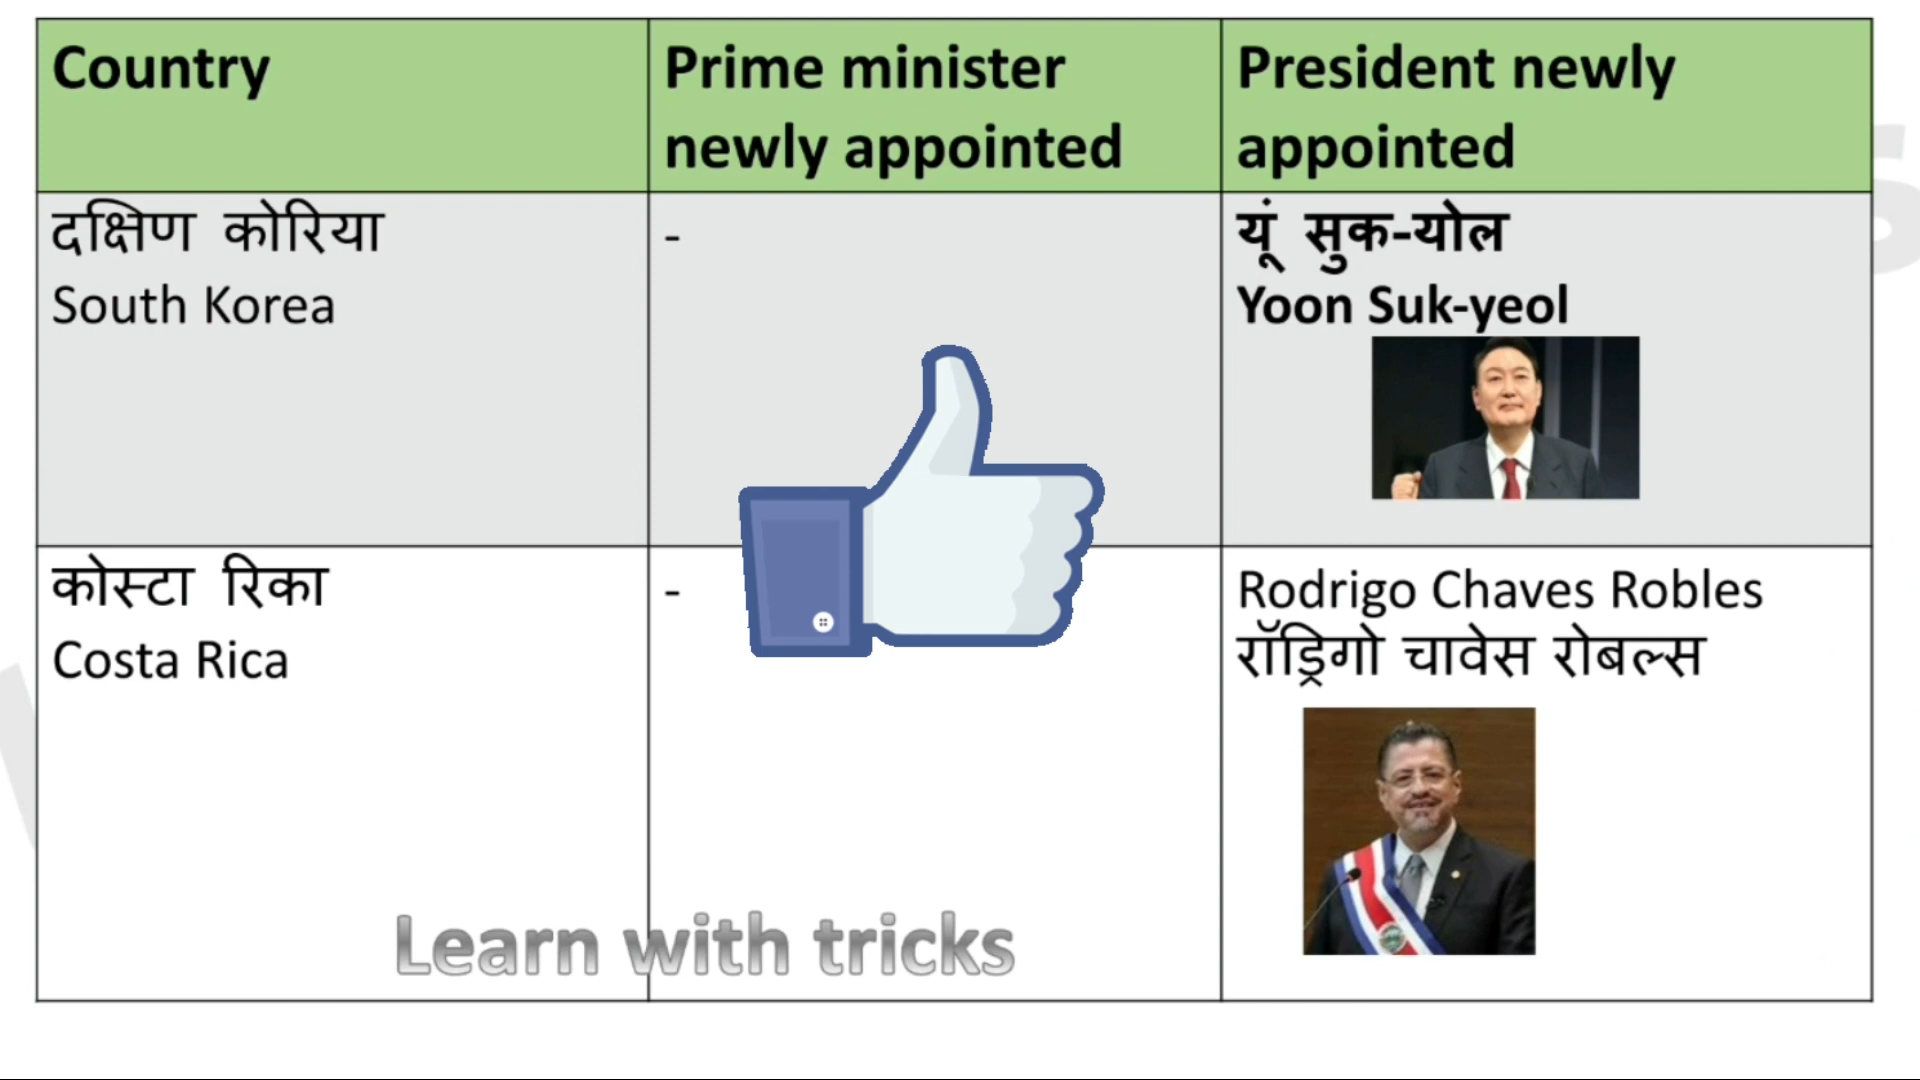 Country
Prime minister
newly appointed
President newly
appointed
दक्षिण कोरिया
South Korea
-
यूं सुक-योल
Yoon Suk-yeol
कोस्टा रिका
Costa Rica
-
Rodrigo Chaves Robles
रॉड्रिगो चावेस रोबल्स
Learn with tricks